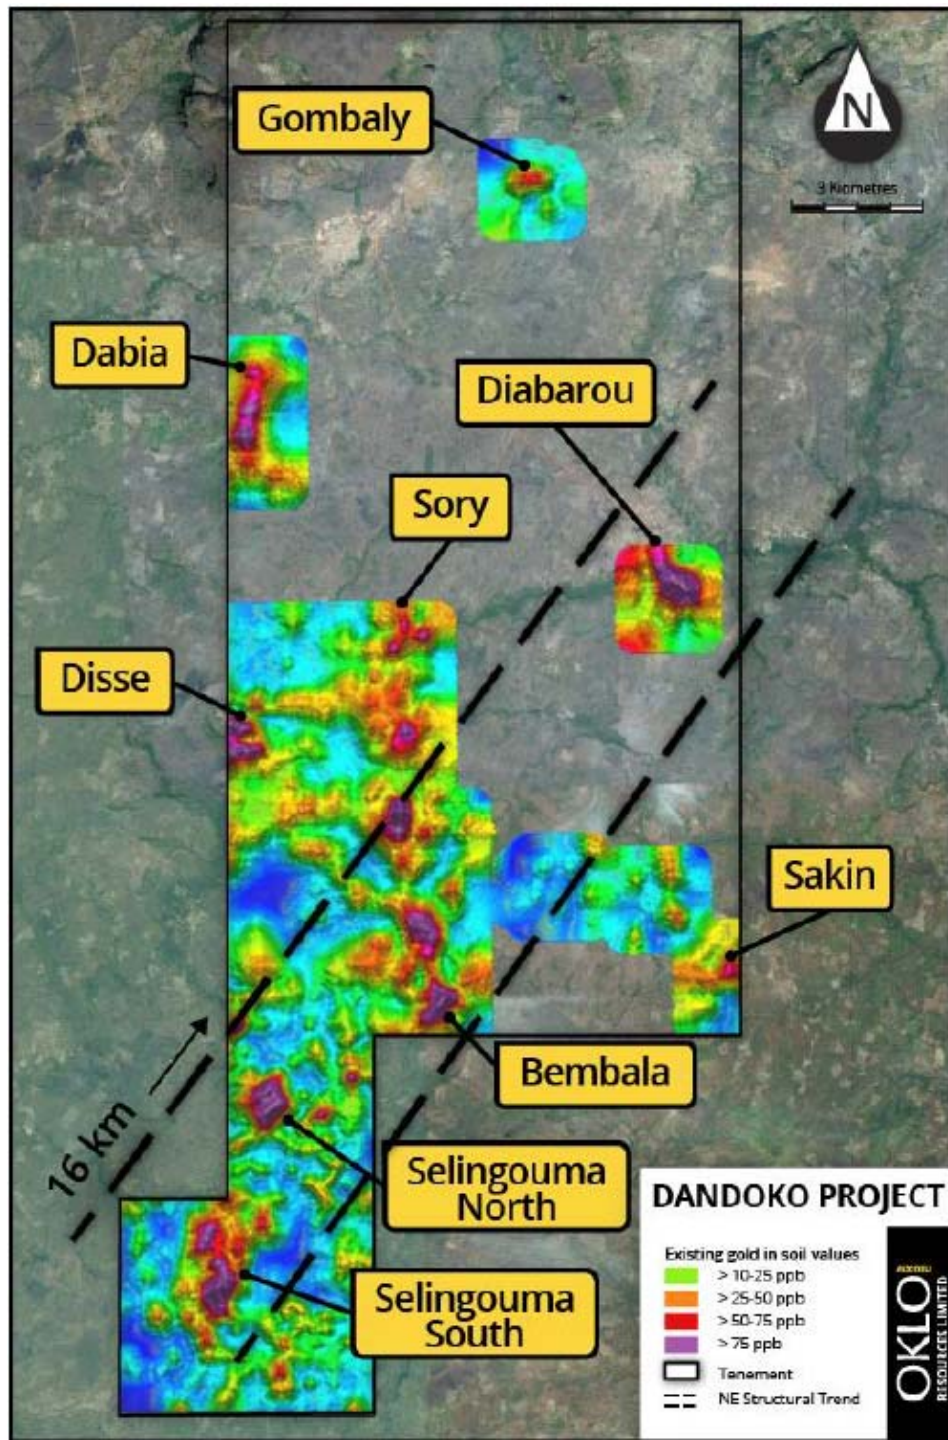 Gombaly
N
3 Kiometres
Dabia
Diabarou
Sory
Disse
Sakin
Bembala
16 km
Selingouma
North
Selingouma
South
DANDOKO PROJECT
Existing gold in soil values
> 10-25 ppb
> 25-50 ppb
> 50-75 ppb
> 75 ppb
Tenement
NE Structural Trend
OKLO
RESOURCES LIMITED